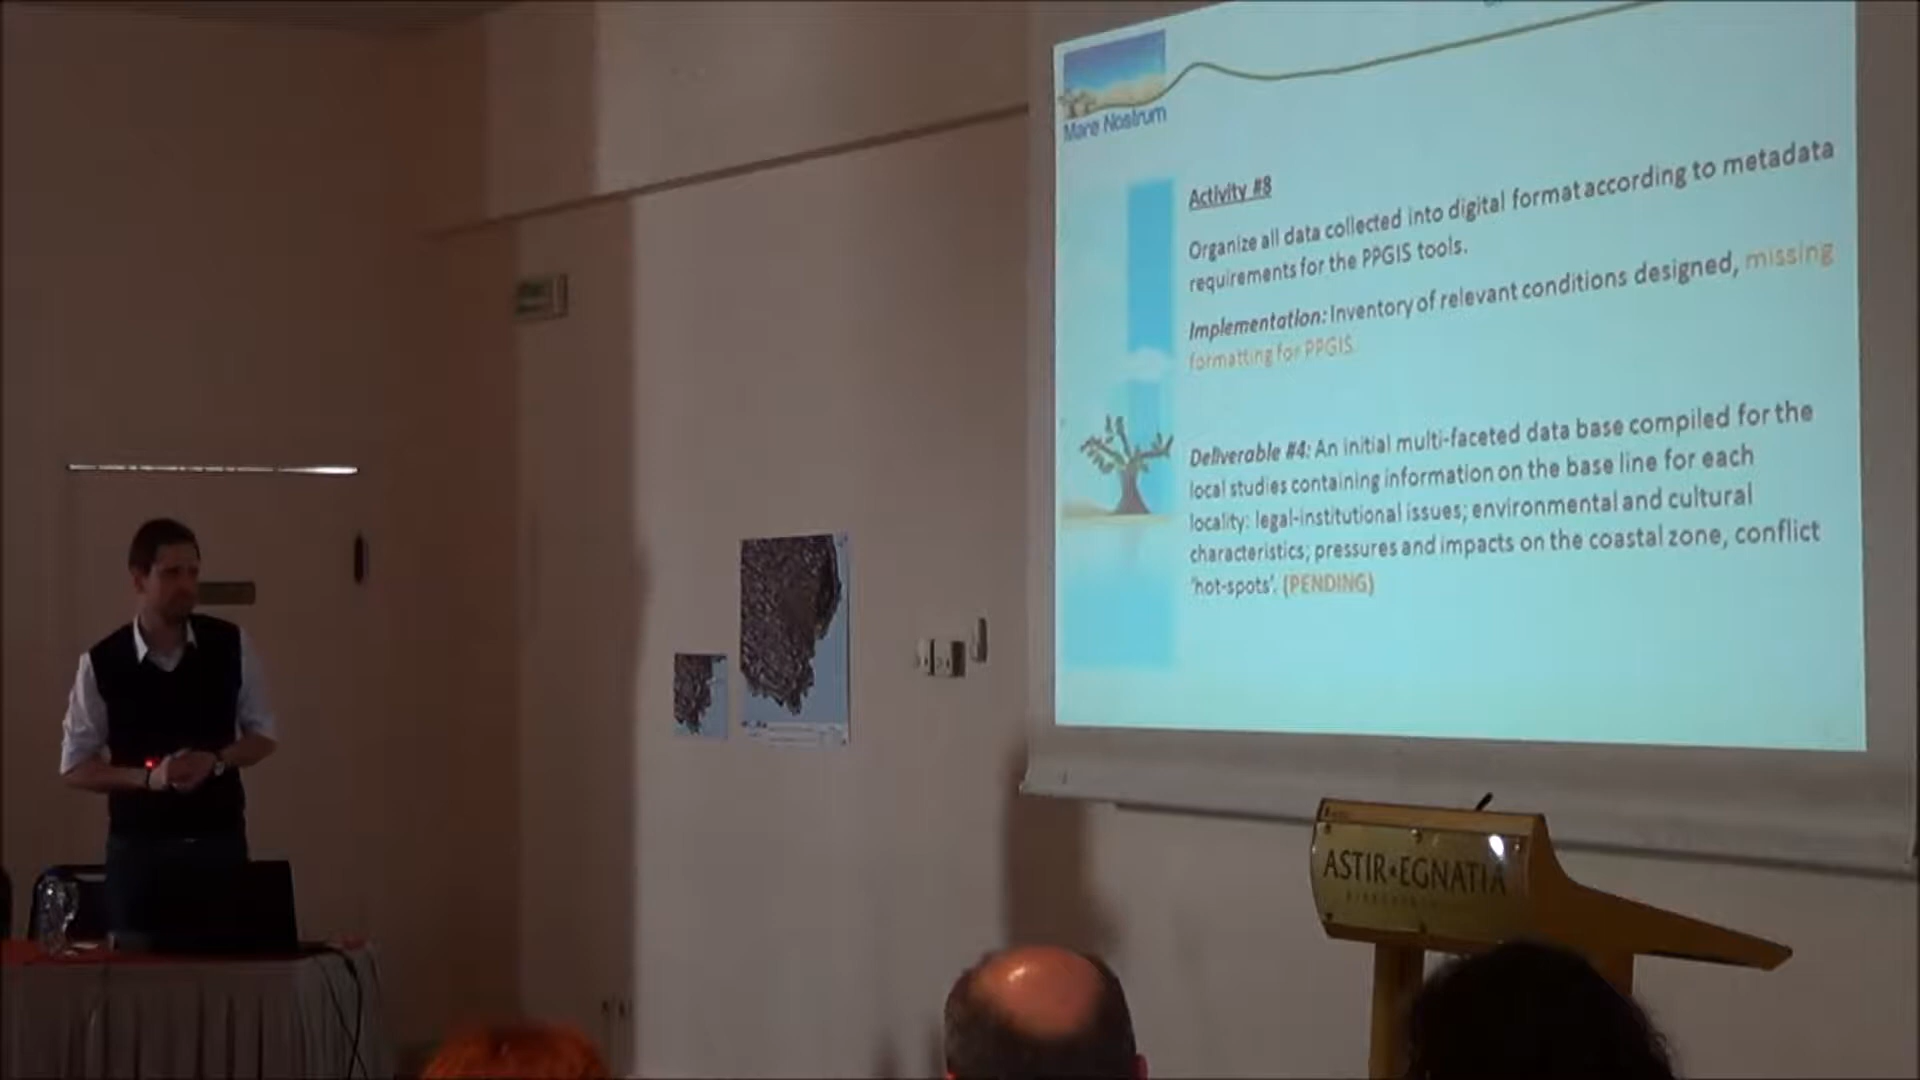 Mare Nostrum
Activity #8
Organize all data collected into digital format according to metadata
requirements for the PPGIS tools.
Implementation: Inventory of relevant conditions designed, missing
formatting for PPGIS
Deliverable #4: An initial multi-faceted data base compiled for the
local studies containing information on the base line for each
locality: legal-institutional issues; environmental and cultural
characteristics; pressures and impacts on the coastal zone, conflict
'hot-spots'. (PENDING)
ASTIR•EGNATIA